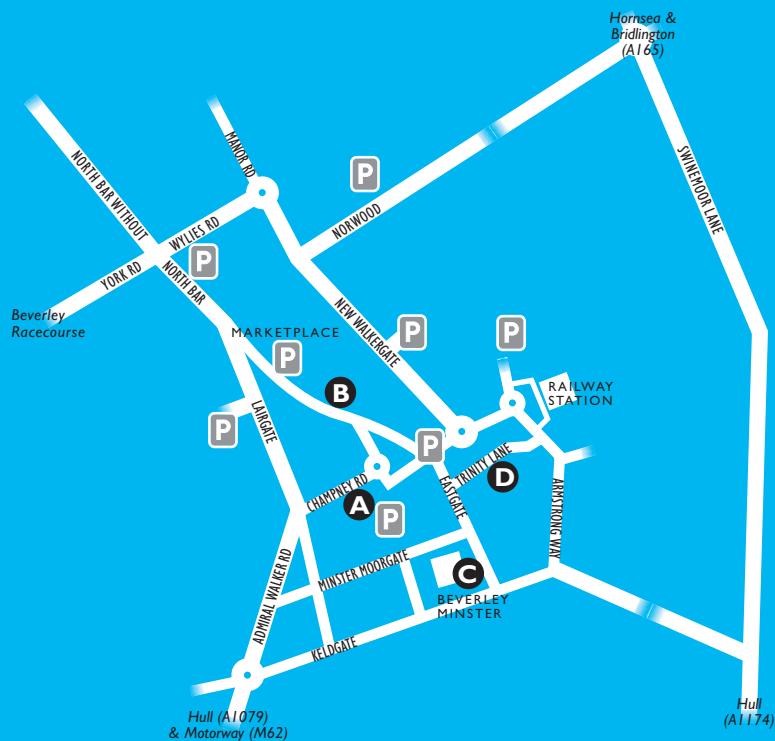 Hornsea &
Bridlington
(A165)
NORTH BAR WITHOUT
MANOR RD
SWINEMOOR LANE
P
NORWOOD
WYLIES RD
YORK RD
P
NORTH BAR
Beverley
Racecourse
MARKETPLACE
NEW WALKERGATE
P
P
P
B
RAILWAY
STATION
LAIRGATE
P
P
TRINITY LANE
D
EASTGATE
CHAMPNEY RD
A
P
ARMSTRONG WAY
ADMIRAL WALKER RD
MINSTER MOORGATE
C
BEVERLEY
MINSTER
KELDGATE
Hull (A1079)
& Motorway (M62)
Hull
(A1174)